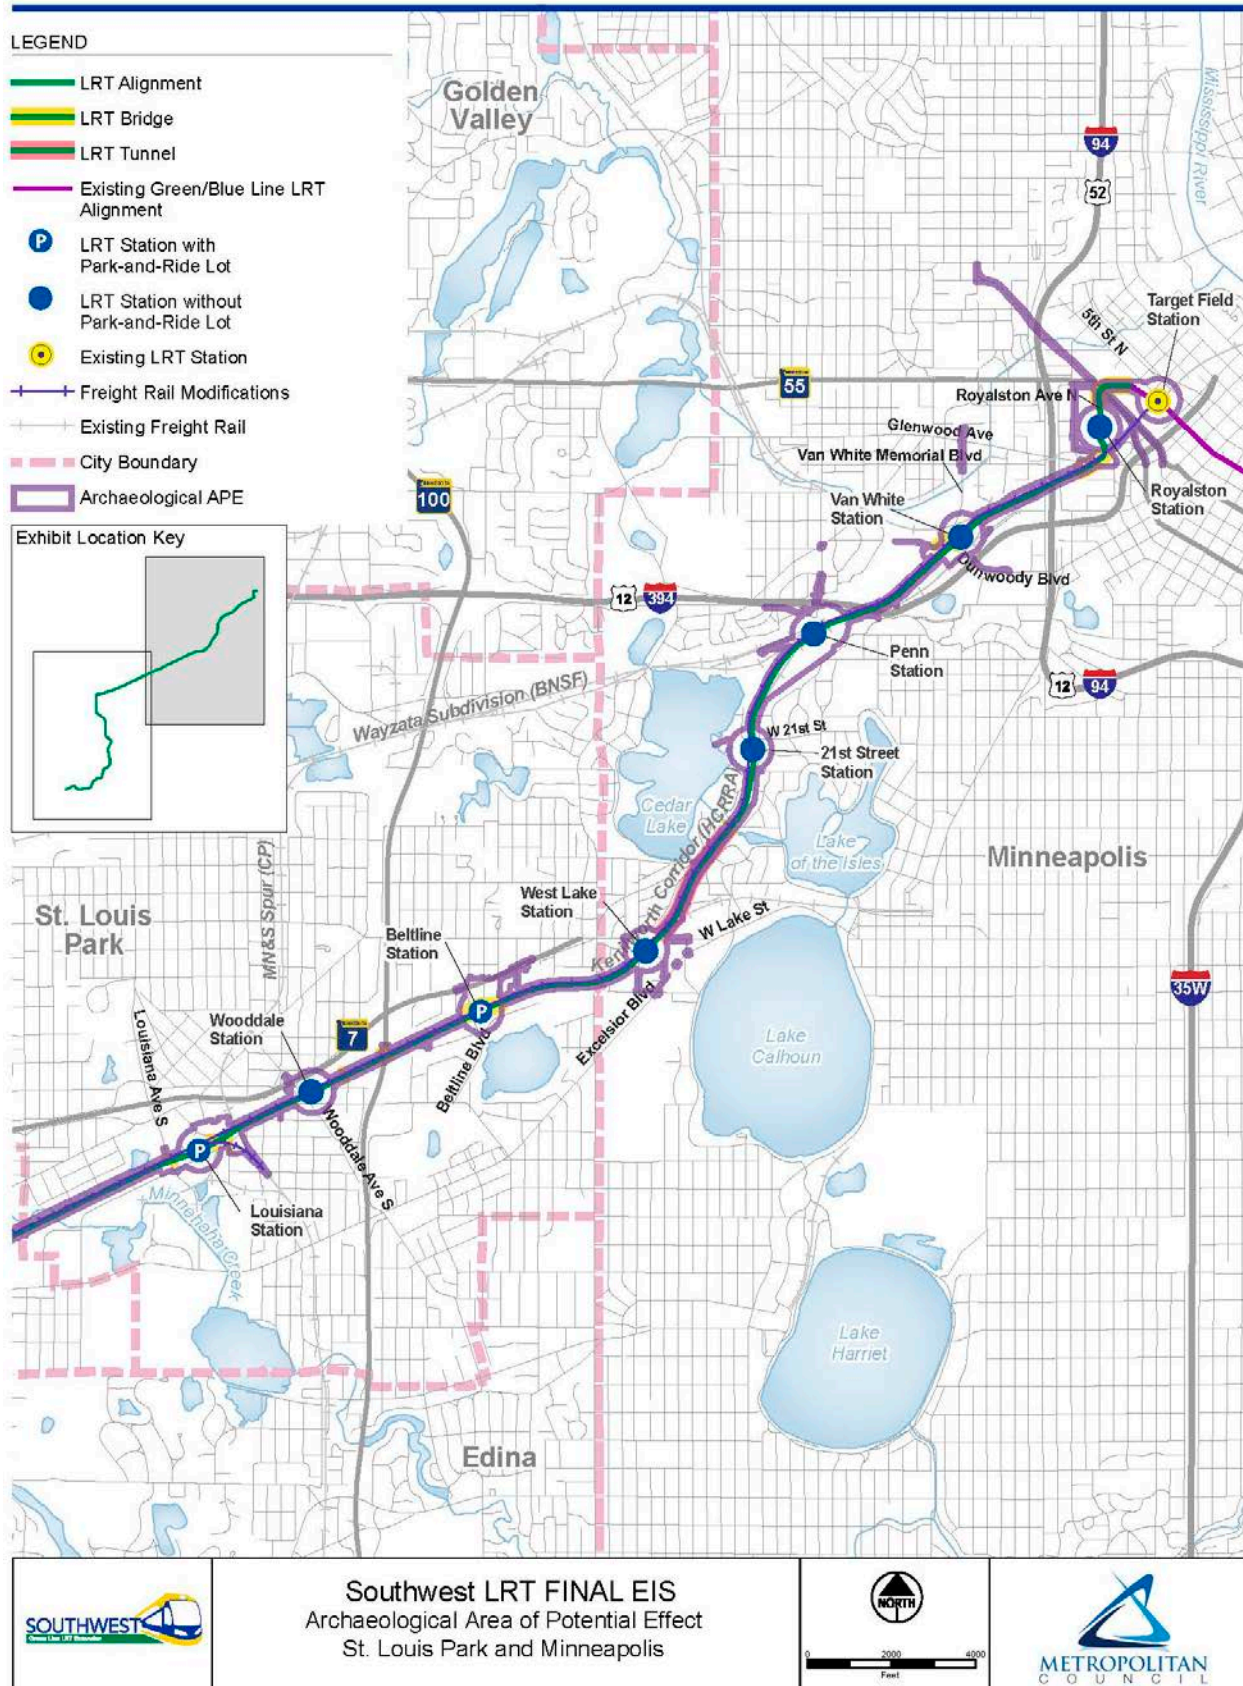 LEGEND
LRT Alignment
LRT Bridge
LRT Tunnel
Existing Green/Blue Line LRT
Alignment
P
LRT Station with
Park-and-Ride Lot
LRT Station without
Park-and-Ride Lot
Existing LRT Station
Freight Rail Modifications
Existing Freight Rail
City Boundary
Archaeological APE
Exhibit Location Key
Golden
Valley
Mississippi River
94
52
Target Field
Station
5th St N
55
Royalston Ave N
Glenwood Ave
Van White Memorial Blvd
100
Van White
Station
Royalston
Station
Dunwoody Blvd
12
394
Penn
Station
12
94
Wayzata Subdivision (BNSF)
W 21st St
21st Street
Station
Cedar
Lake
Kenilworth Corridor (HCRRA)
Lake
of the Isles
Minneapolis
MN&S Spur (CP)
St. Louis
Park
West Lake
Station
W Lake St
Beltline
Station
35W
Excelsior Blvd
P
Wooddale
Station
7
Louisiana Ave S
Beltline Blvd
Lake
Calhoun
P
Wooddale Ave S
Minnehaha Creek
Louisiana
Station
Lake
Harriet
Edina
SOUTHWEST
Green Line LRT Extension
Southwest LRT FINAL EIS
Archaeological Area of Potential Effect
St. Louis Park and Minneapolis
NORTH
0 2000 4000
Feet
METROPOLITAN
COUNCIL